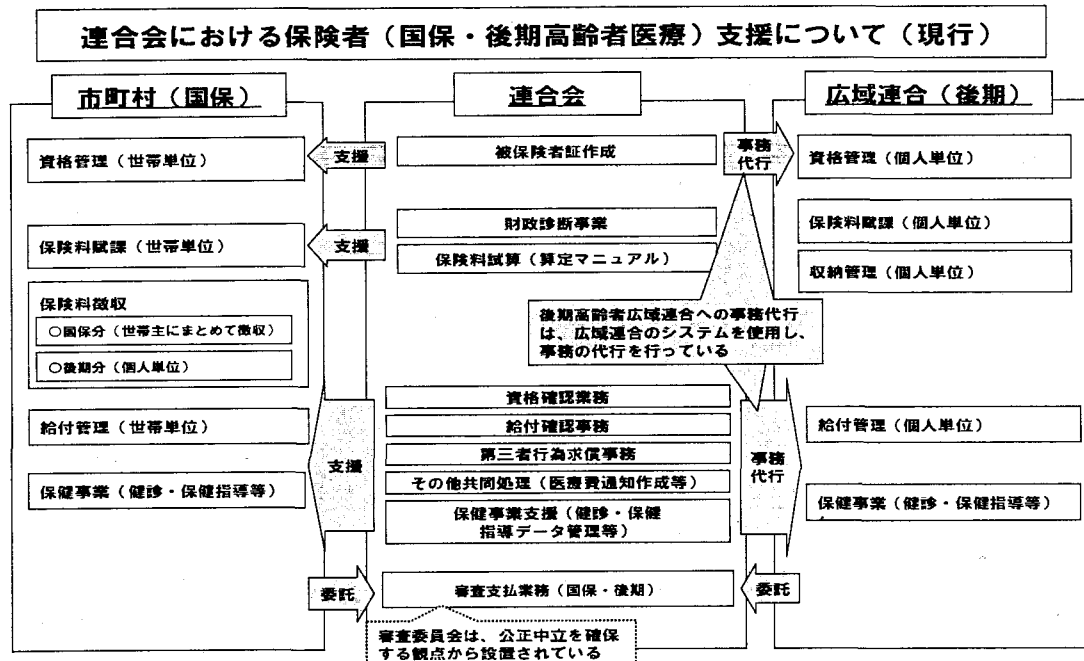 連合会における保険者（国保・後期高齢者医療）支援について（現行）
市町村（国保）
資格管理（世帯単位）
保険料賦課（世帯単位）
保険料徴収
○国保分（世帯主にまとめて徴収）
○後期分（個人単位）
給付管理（世帯単位）
保健事業（健診・保健指導等）
支援
支援
支援
委託
連合会
被保険者証作成
財政診断事業
保険料試算（算定マニュアル）
後期高齢者広域連合への事務代行
は、広域連合のシステムを使用し、
事務の代行を行っている
資格確認業務
給付確認事務
第三者行為求償事務
その他共同処理（医療費通知作成等）
保健事業支援（健診・保健
指導データ管理等）
審査支払業務（国保・後期）
審査委員会は、公正中立を確保
する観点から設置されている
事務
代行
事務
代行
委託
広域連合（後期）
資格管理（個人単位）
保険料賦課（個人単位）
収納管理（個人単位）
給付管理（個人単位）
保健事業（健診・保健指導等）